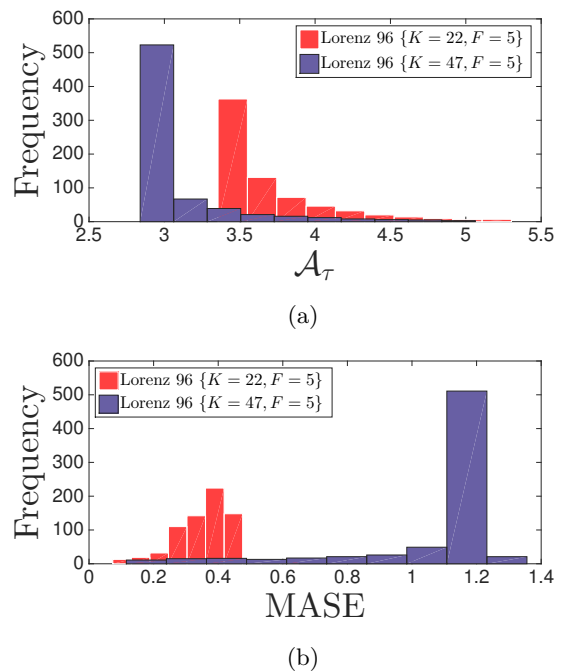 600
500
400
300
200
100
0
Frequency
Lorenz 96 {K = 22, F = 5}
Lorenz 96 {K = 47, F = 5}
2.5 3 3.5 4 4.5 5 5.5
𝒜τ
(a)
600
500
400
300
200
100
0
Frequency
Lorenz 96 {K = 22, F = 5}
Lorenz 96 {K = 47, F = 5}
0 0.2 0.4 0.6 0.8 1 1.2 1.4
MASE
(b)